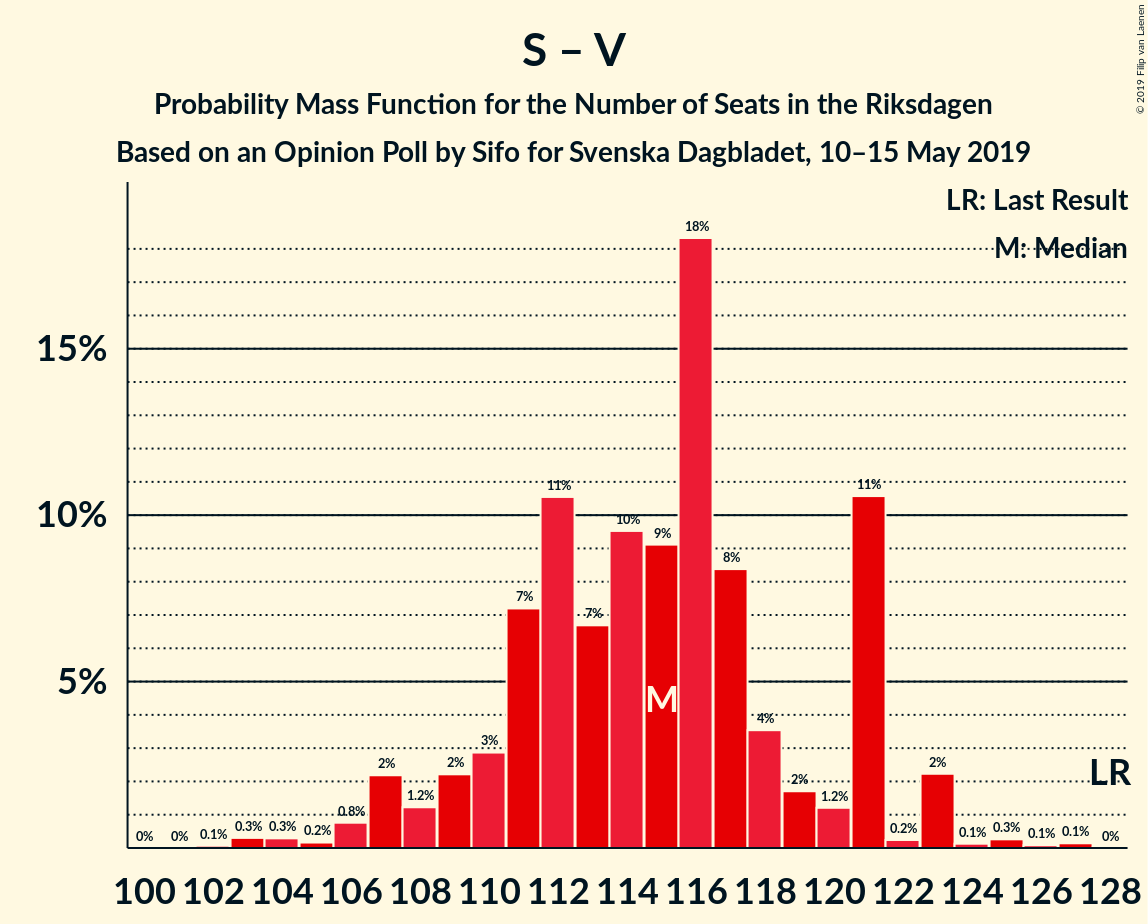 S – V
Probability Mass Function for the Number of Seats in the Riksdagen
Based on an Opinion Poll by Sifo for Svenska Dagbladet, 10–15 May 2019
© 2019 Filip van Laenen
LR: Last Result
M: Median
15%
10%
5%
0% 0% 0.1% 0.3% 0.3% 0.2% 0.8% 2% 1.2% 2% 3% 7% 11% 7% 10% 9% 18% 8% 4% 2% 1.2% 11% 0.2% 2% 0.1% 0.3% 0.1% 0.1% 0%
M
LR
100 102 104 106 108 110 112 114 116 118 120 122 124 126 128